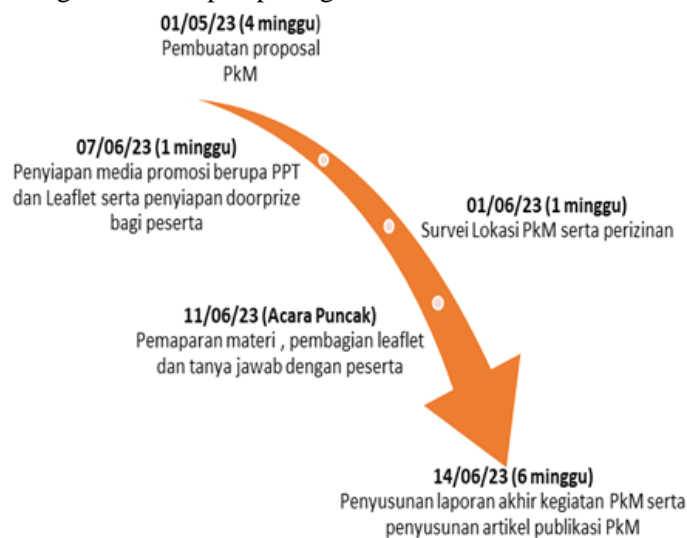 01/05/23 (4 minggu)
Pembuatan proposal
PkM
07/06/23 (1 minggu)
Penyiapan media promosi berupa PPT
dan Leaflet serta penyiapan doorprize
bagi peserta
01/06/23 (1 minggu)
Survei Lokasi PkM serta perizinan
11/06/23 (Acara Puncak)
Pemaparan materi , pembagian leaflet
dan tanya jawab dengan peserta
14/06/23 (6 minggu)
Penyusunan laporan akhir kegiatan PkM serta
penyusunan artikel publikasi PkM